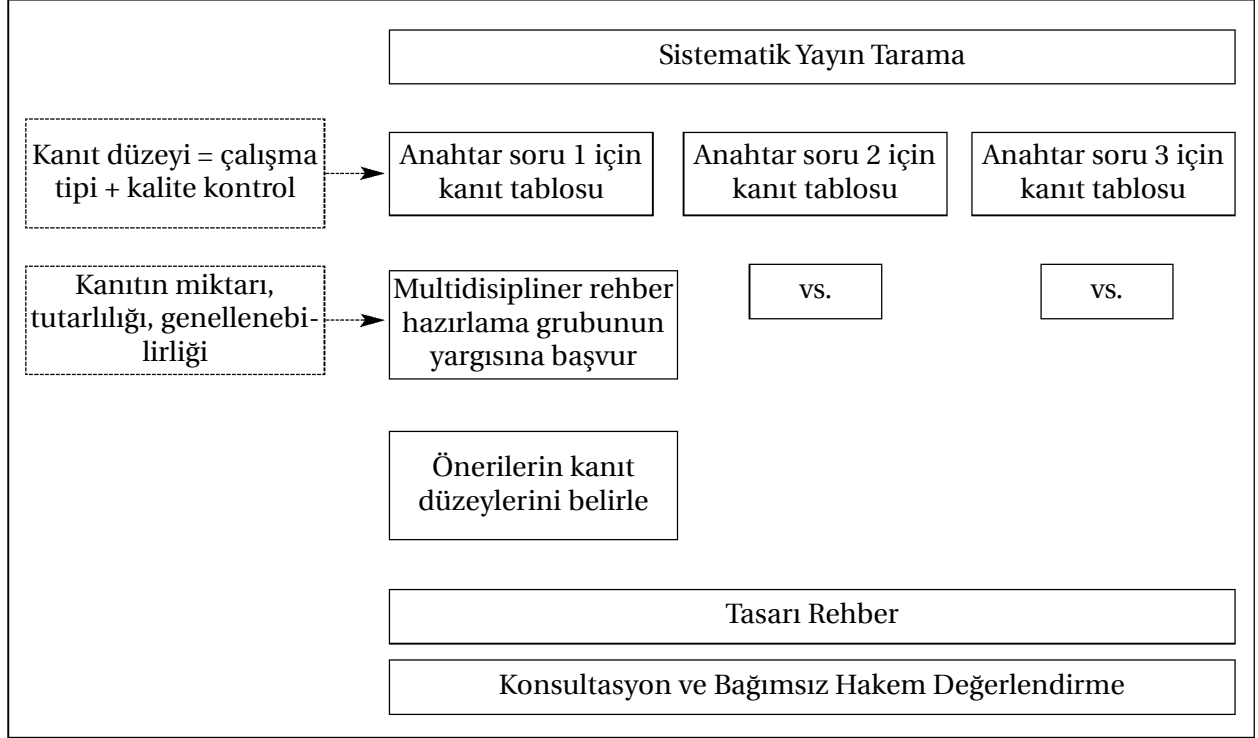 Sistematik Yayın Tarama
Kanıt düzeyi = çalışma
tipi + kalite kontrol
Anahtar soru 1 için
kanıt tablosu
Anahtar soru 2 için
kanıt tablosu
Anahtar soru 3 için
kanıt tablosu
Kanıtın miktarı,
tutarlılığı, genellenebi-
lirliği
Multidisipliner rehber
hazırlama grubunun
yargısına başvur
vs.
vs.
Önerilerin kanıt
düzeylerini belirle
Tasarı Rehber
Konsultasyon ve Bağımsız Hakem Değerlendirme